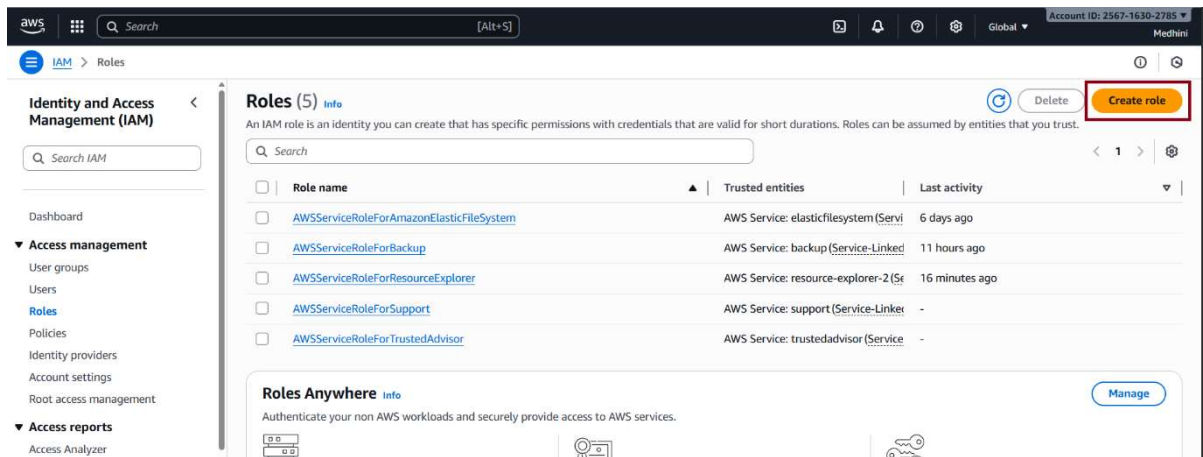 aws Search [Alt+S] Global Account ID: 2567-1630-2785
Medhini
IAM > Roles
Identity and Access Management (IAM)
Search IAM
Dashboard
Access management
User groups
Users
Roles
Policies
Identity providers
Account settings
Root access management
Access reports
Access Analyzer
Roles (5) Info Delete Create role
An IAM role is an identity you can create that has specific permissions with credentials that are valid for short durations. Roles can be assumed by entities that you trust.
Search 1
Role name Trusted entities Last activity
AWSServiceRoleForAmazonElasticFileSystem AWS Service: elasticfilesystem (Servi 6 days ago
AWSServiceRoleForBackup AWS Service: backup (Service-Linked 11 hours ago
AWSServiceRoleForResourceExplorer AWS Service: resource-explorer-2 (Se 16 minutes ago
AWSServiceRoleForSupport AWS Service: support (Service-Linked -
AWSServiceRoleForTrustedAdvisor AWS Service: trustedadvisor (Service -
Roles Anywhere Info Manage
Authenticate your non AWS workloads and securely provide access to AWS services.